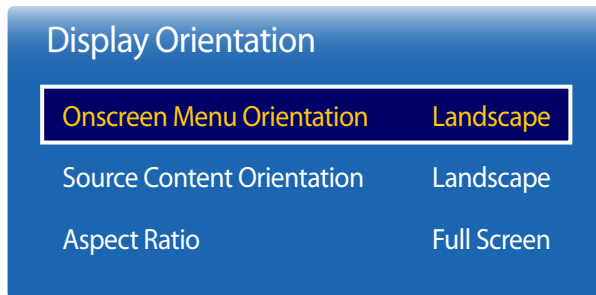 Display Orientation
Onscreen Menu Orientation Landscape
Source Content Orientation Landscape
Aspect Ratio Full Screen